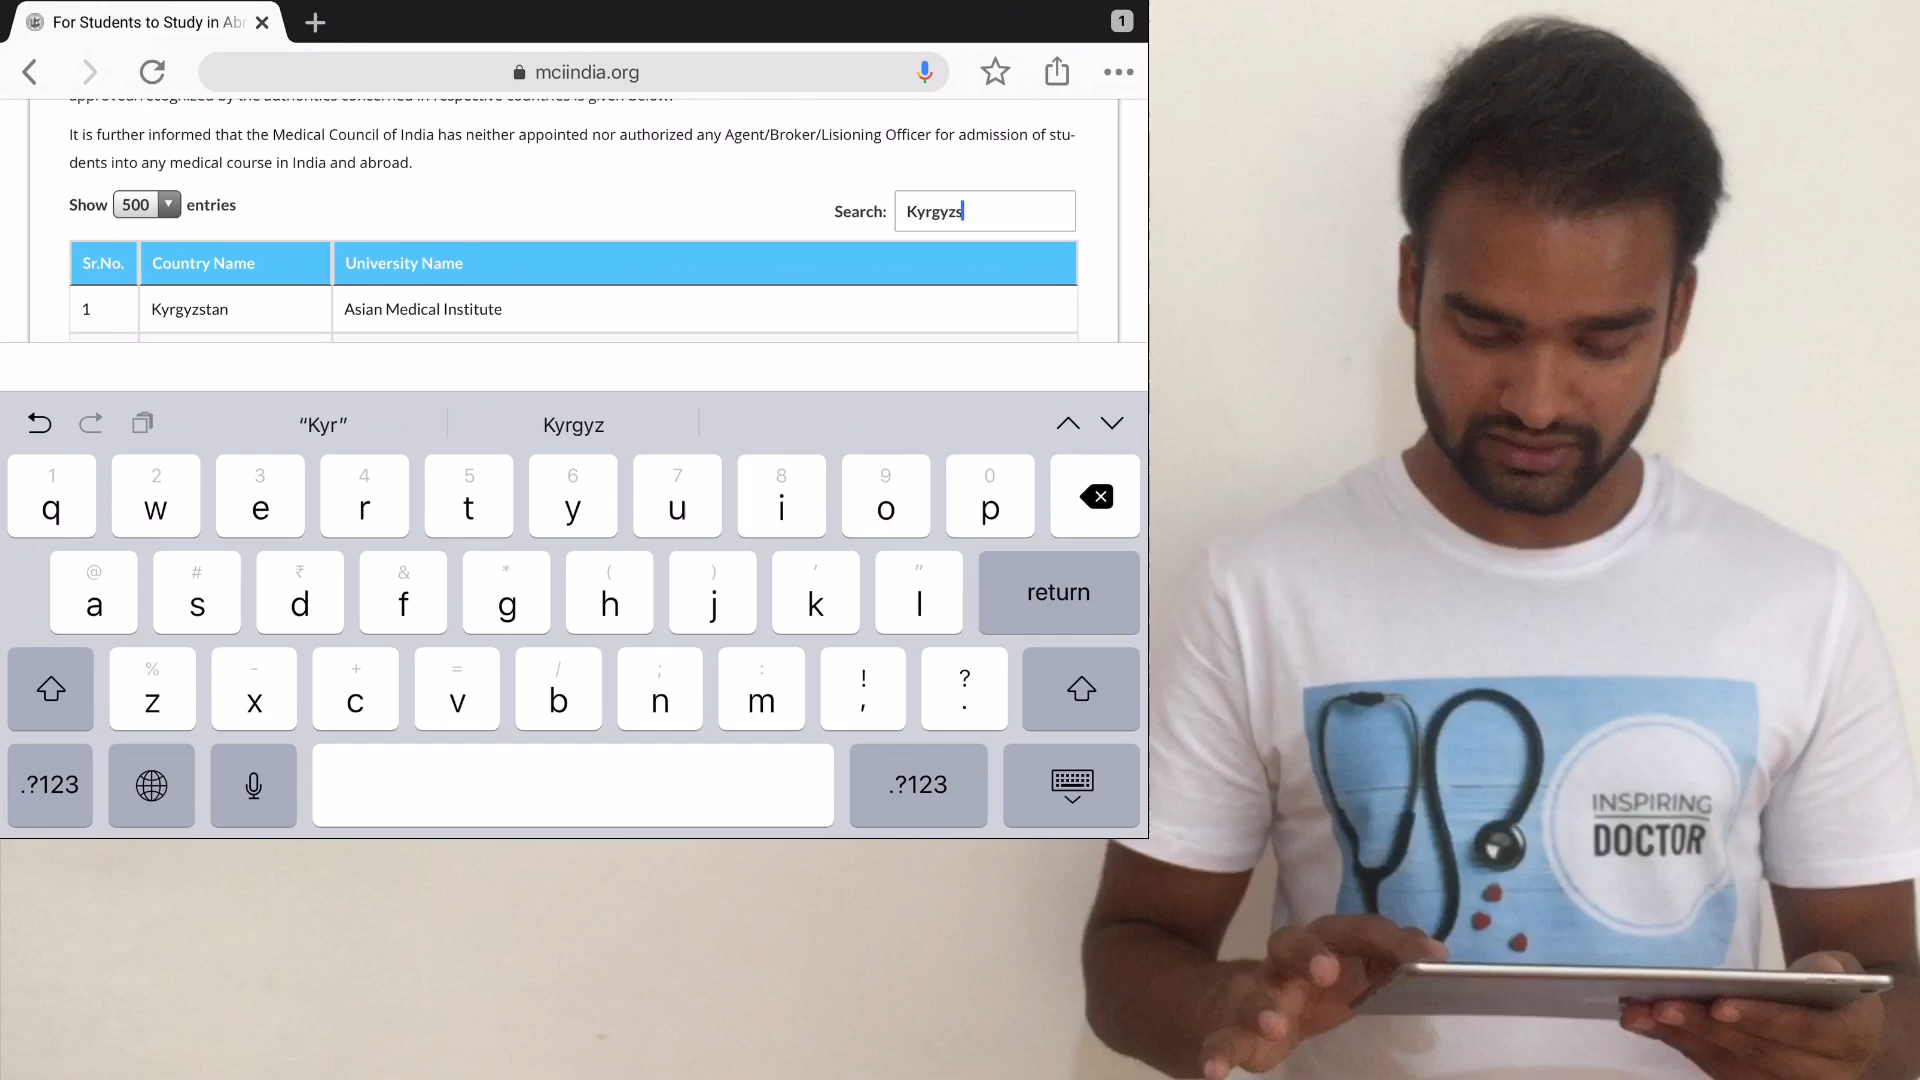 For Students to Study in Abr
1
mciindia.org
It is further informed that the Medical Council of India has neither appointed nor authorized any Agent/Broker/Lisioning Officer for admission of stu-
dents into any medical course in India and abroad.
Show 500 entries
Search: Kyrgyzs
Sr.No. Country Name University Name
1 Kyrgyzstan Asian Medical Institute
“Kyr” Kyrgyz
1 2 3 4 5 6 7 8 9 0
q w e r t y u i o p
@ # ₹ & * ( ) ' "
a s d f g h j k l return
% - + = / ; : ! ?
z x c v b n m , .
.?123 .?123
INSPIRING
DOCTOR